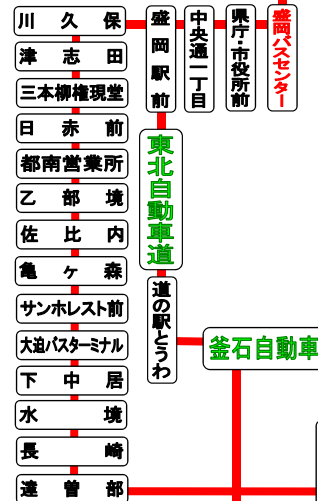 川久保
津志田
三本柳権現堂
日赤前
都南営業所
乙部境
佐比内
亀ヶ森
サンホレスト前
大迫バスターミナル
下中居
水境
長崎
達曽部
盛岡駅前
中央通一丁目
県庁・市役所前
盛岡バスセンター
東北自動車道
道の駅とうわ
釜石自動車